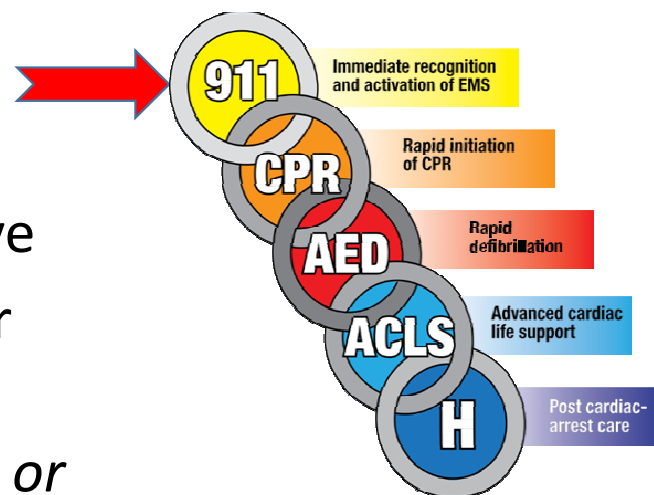 911
Immediate recognition
and activation of EMS
CPR
Rapid initiation
of CPR
ve
AED
Rapid
defibrillation
r
ACLS
Advanced cardiac
life support
H
Post cardiac-
arrest care
or